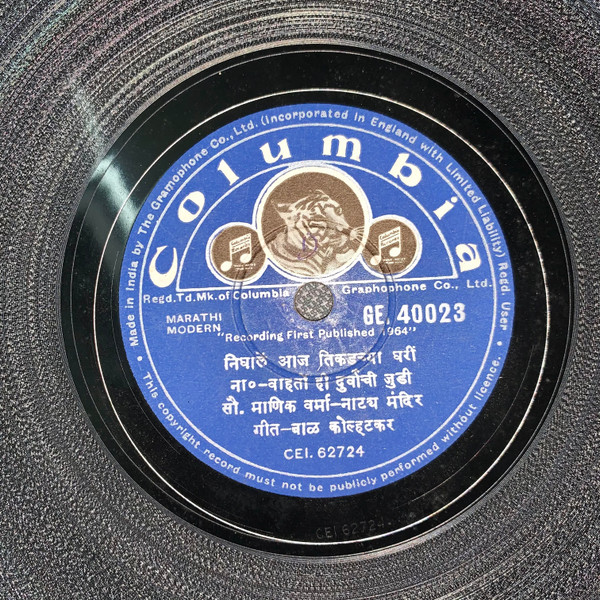 Made in India by The Gramophone Co., Ltd. (Incorporated in England with Limited Liability) Regd. User
Columbia
Regd.Td.Mk.of Columbia Graphophone Co., Ltd.
MARATHI
MODERN
GE. 40023
"Recording First Published 1964"
निघाले आज तिकडच्या घरीं
ना०-वाहतो ही दुर्वांची जुडी
सौ. माणिक वर्मा-नाट्य मंदिर
गीत-बाळ कोल्हटकर
CEI. 62724
This copyright record must not be publicly performed without licence.
CEI 62724